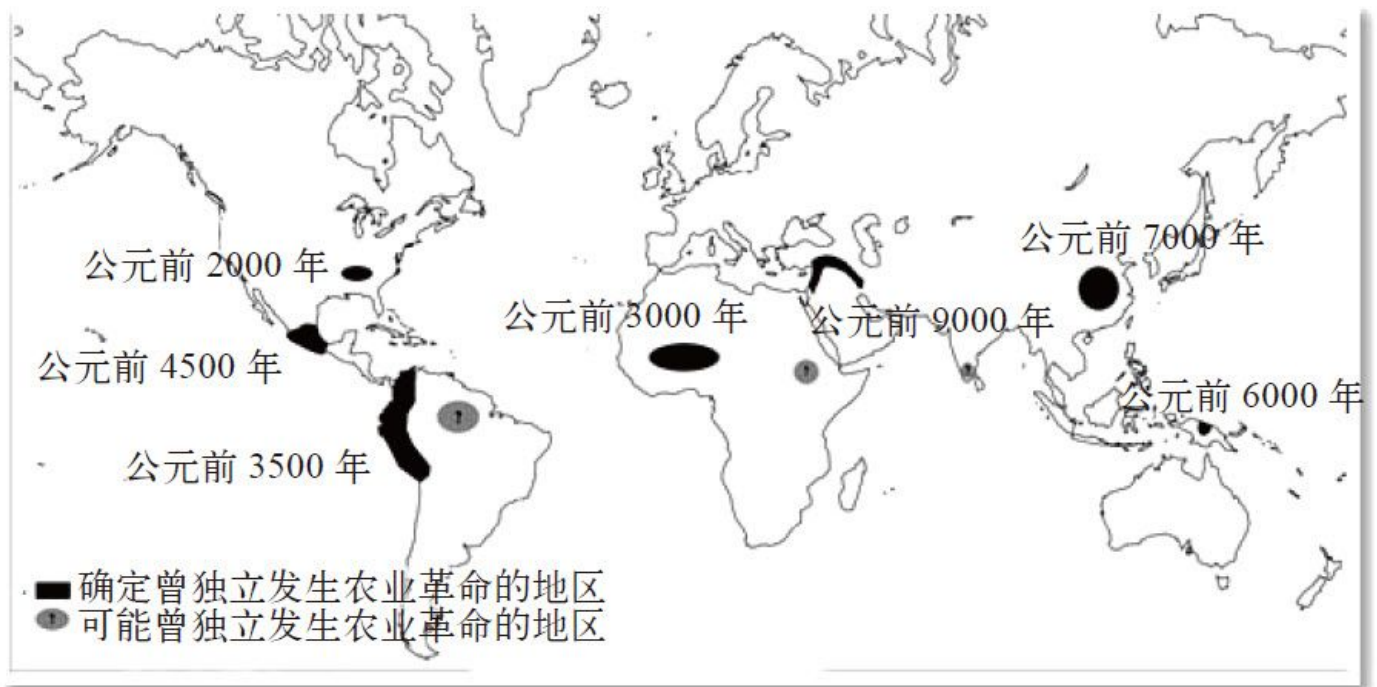 公元前 7000 年
公元前 2000 年
公元前 3000 年
公元前 9000 年
公元前 4500 年
?
?
公元前 6000 年
?
公元前 3500 年
确定曾独立发生农业革命的地区
? 可能曾独立发生农业革命的地区